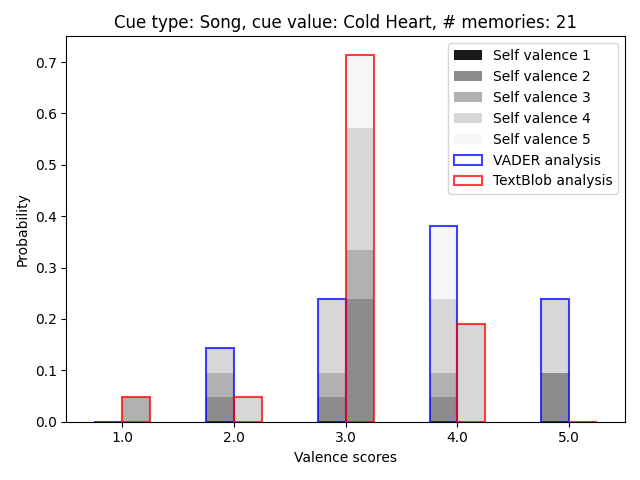 Cue type: Song, cue value: Cold Heart, # memories: 21
Self valence 1
Self valence 2
Self valence 3
Self valence 4
Self valence 5
VADER analysis
TextBlob analysis
Probability
0.7
0.6
0.5
0.4
0.3
0.2
0.1
0.0
1.0 2.0 3.0 4.0 5.0
Valence scores